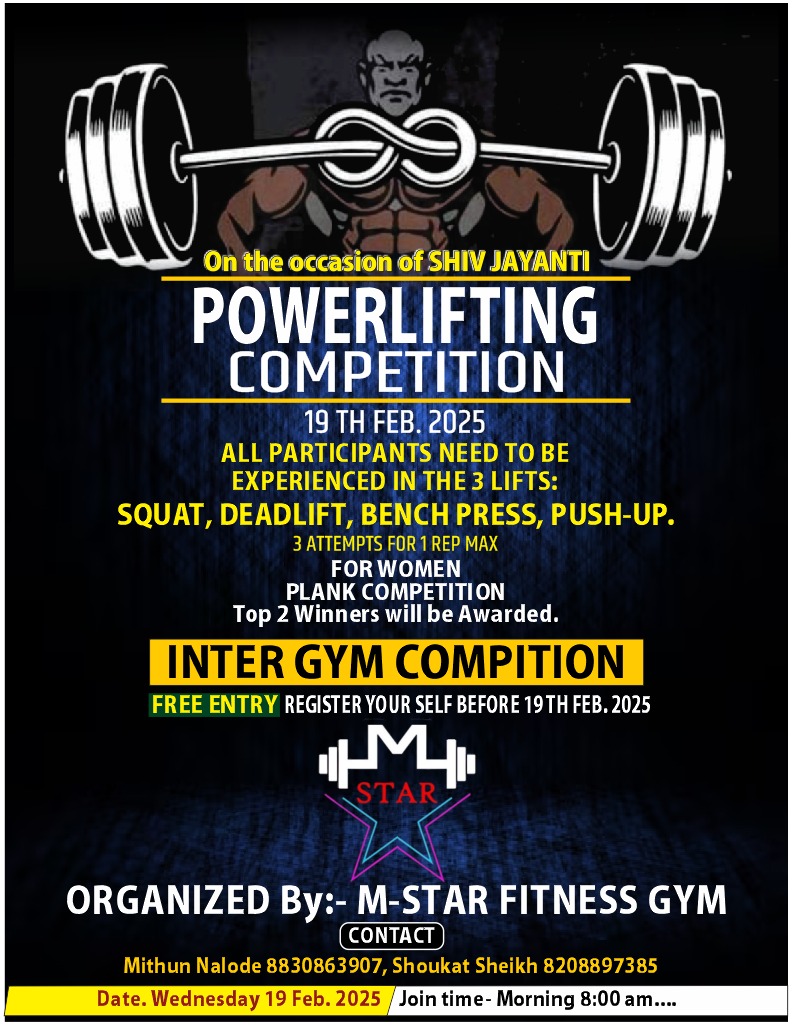 On the occasion of SHIV JAYANTI
POWERLIFTING
COMPETITION
19 TH FEB. 2025
ALL PARTICIPANTS NEED TO BE
EXPERIENCED IN THE 3 LIFTS:
SQUAT, DEADLIFT, BENCH PRESS, PUSH-UP.
3 ATTEMPTS FOR 1 REP MAX
FOR WOMEN
PLANK COMPETITION
Top 2 Winners will be Awarded.
INTER GYM COMPITION
FREE ENTRY REGISTER YOUR SELF BEFORE 19 TH FEB. 2025
M
STAR
ORGANIZED By:- M-STAR FITNESS GYM
CONTACT
Mithun Nalode 8830863907, Shoukat Sheikh 8208897385
Date. Wednesday 19 Feb. 2025 Join time- Morning 8:00 am....